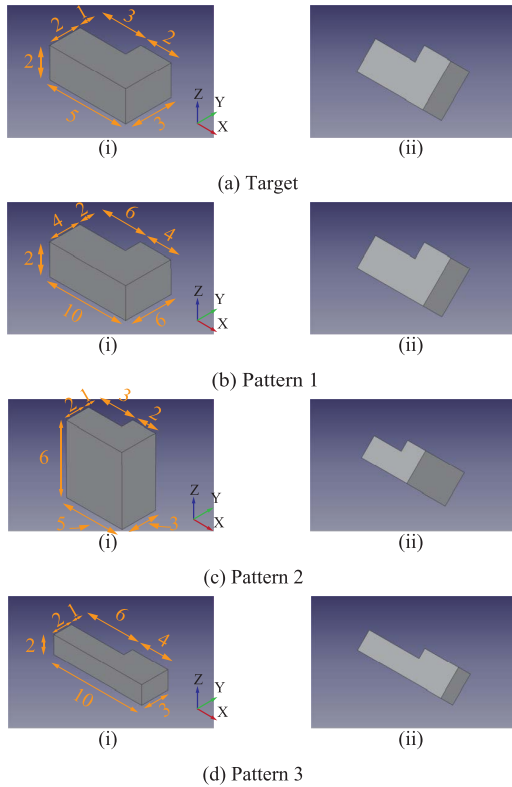 2 1 3 2
2
5 3
Z Y X
(i) (ii)
(a) Target
4 2 6 4
2
10 6
Z Y X
(i) (ii)
(b) Pattern 1
2 1 3 2
6
5 3
Z Y X
(i) (ii)
(c) Pattern 2
2 1 6 4
2
10 3
Z Y X
(i) (ii)
(d) Pattern 3